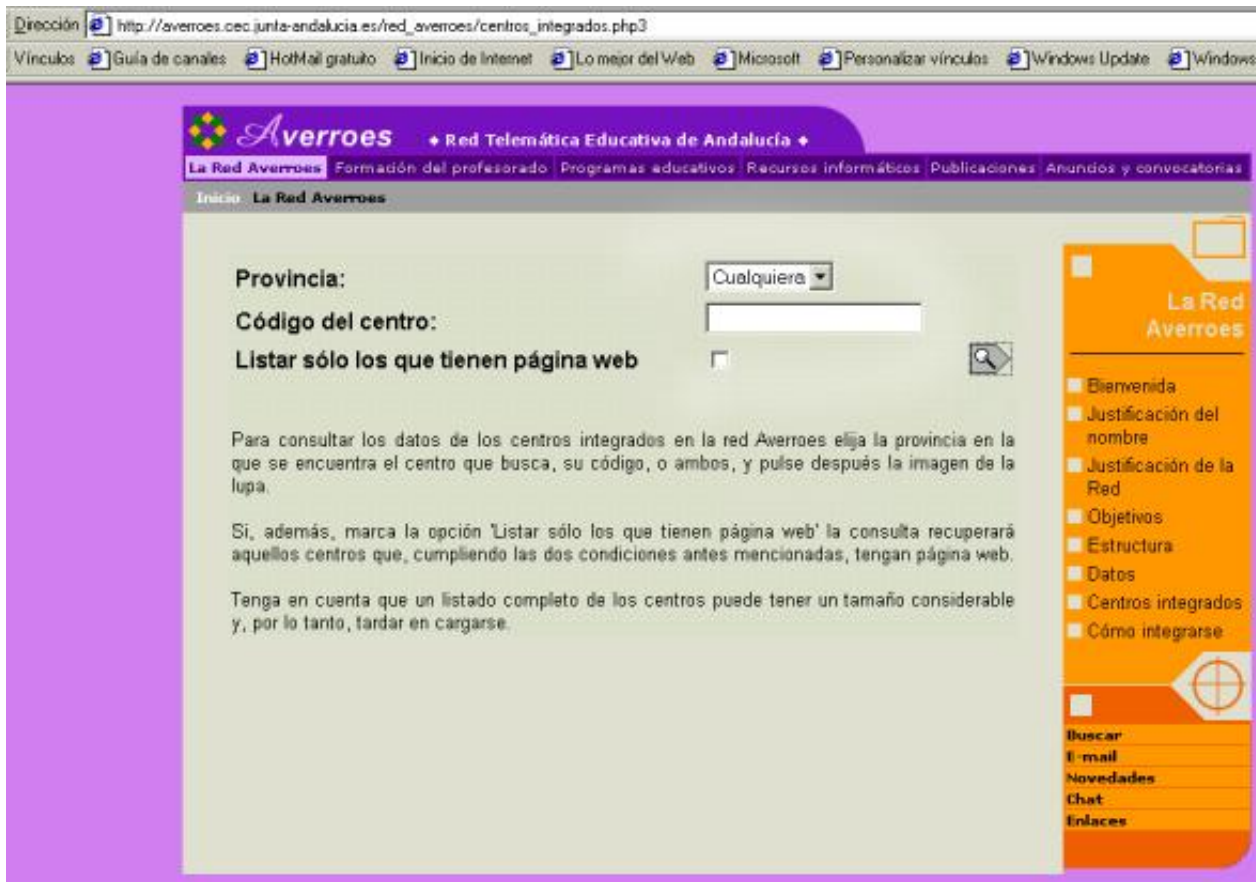 Dirección http://averroes.cec.junta-andalucia.es/red_averroes/centros_integrados.php3
Vínculos Guía de canales HotMail gratuito Inicio de Internet Lo mejor del Web Microsoft Personalizar vínculos Windows Update Windows
Averroes Red Telemática Educativa de Andalucía
La Red Averroes Formación del profesorado Programas educativos Recursos informáticos Publicaciones Anuncios y convocatorias
Inicio La Red Averroes
Provincia: Cualquiera
Código del centro:
Listar sólo los que tienen página web
Para consultar los datos de los centros integrados en la red Averroes elija la provincia en la
que se encuentra el centro que busca, su código, o ambos, y pulse después la imagen de la
lupa.
Si, además, marca la opción 'Listar sólo los que tienen página web' la consulta recuperará
aquellos centros que, cumpliendo las dos condiciones antes mencionadas, tengan página web.
Tenga en cuenta que un listado completo de los centros puede tener un tamaño considerable
y, por lo tanto, tardar en cargarse.
La Red
Averroes
Bienvenida
Justificación del
nombre
Justificación de la
Red
Objetivos
Estructura
Datos
Centros integrados
Cómo integrarse
Buscar
E-mail
Novedades
Chat
Enlaces